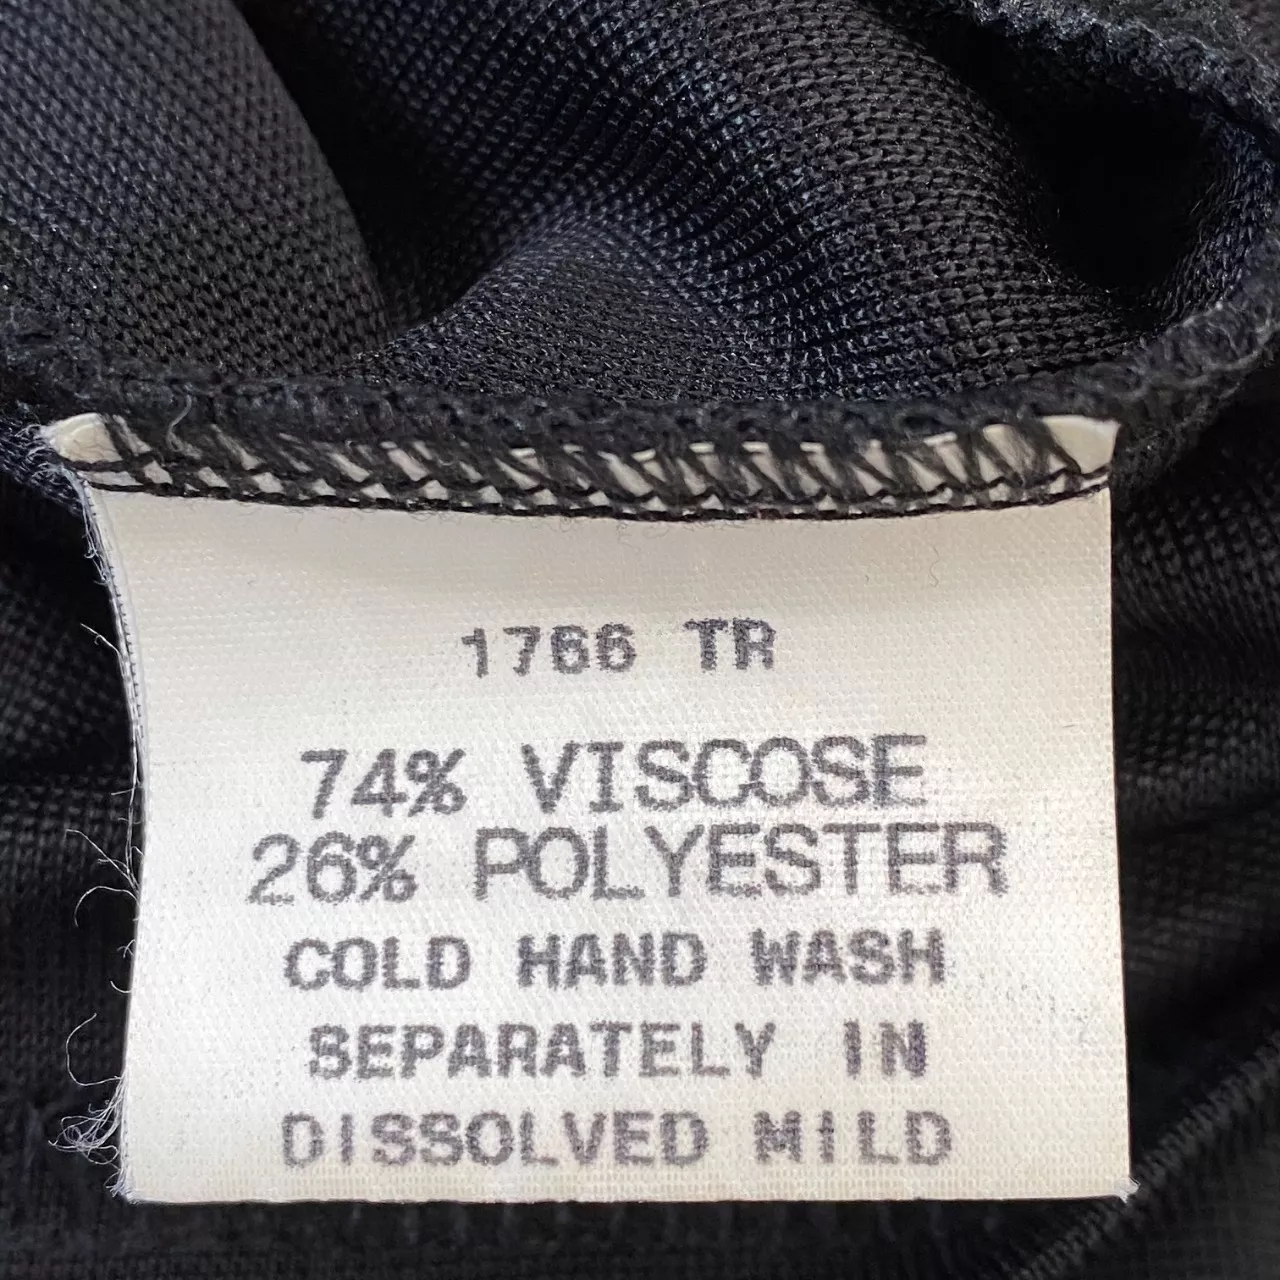 1766 TR
74% VISCOSE
26% POLYESTER
COLD HAND WASH
SEPARATELY IN
DISSOLVED MILD